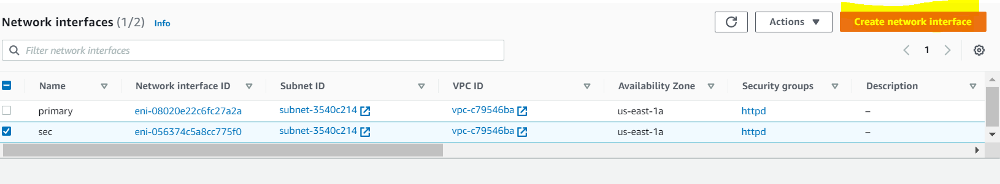 Network interfaces (1/2) Info
Actions
Create network interface
Filter network interfaces
1
Name Network interface ID Subnet ID VPC ID Availability Zone Security groups Description
primary eni-08020e22c6fc27a2a subnet-3540c214 vpc-c79546ba us-east-1a httpd –
sec eni-056374c5a8cc775f0 subnet-3540c214 vpc-c79546ba us-east-1a httpd –